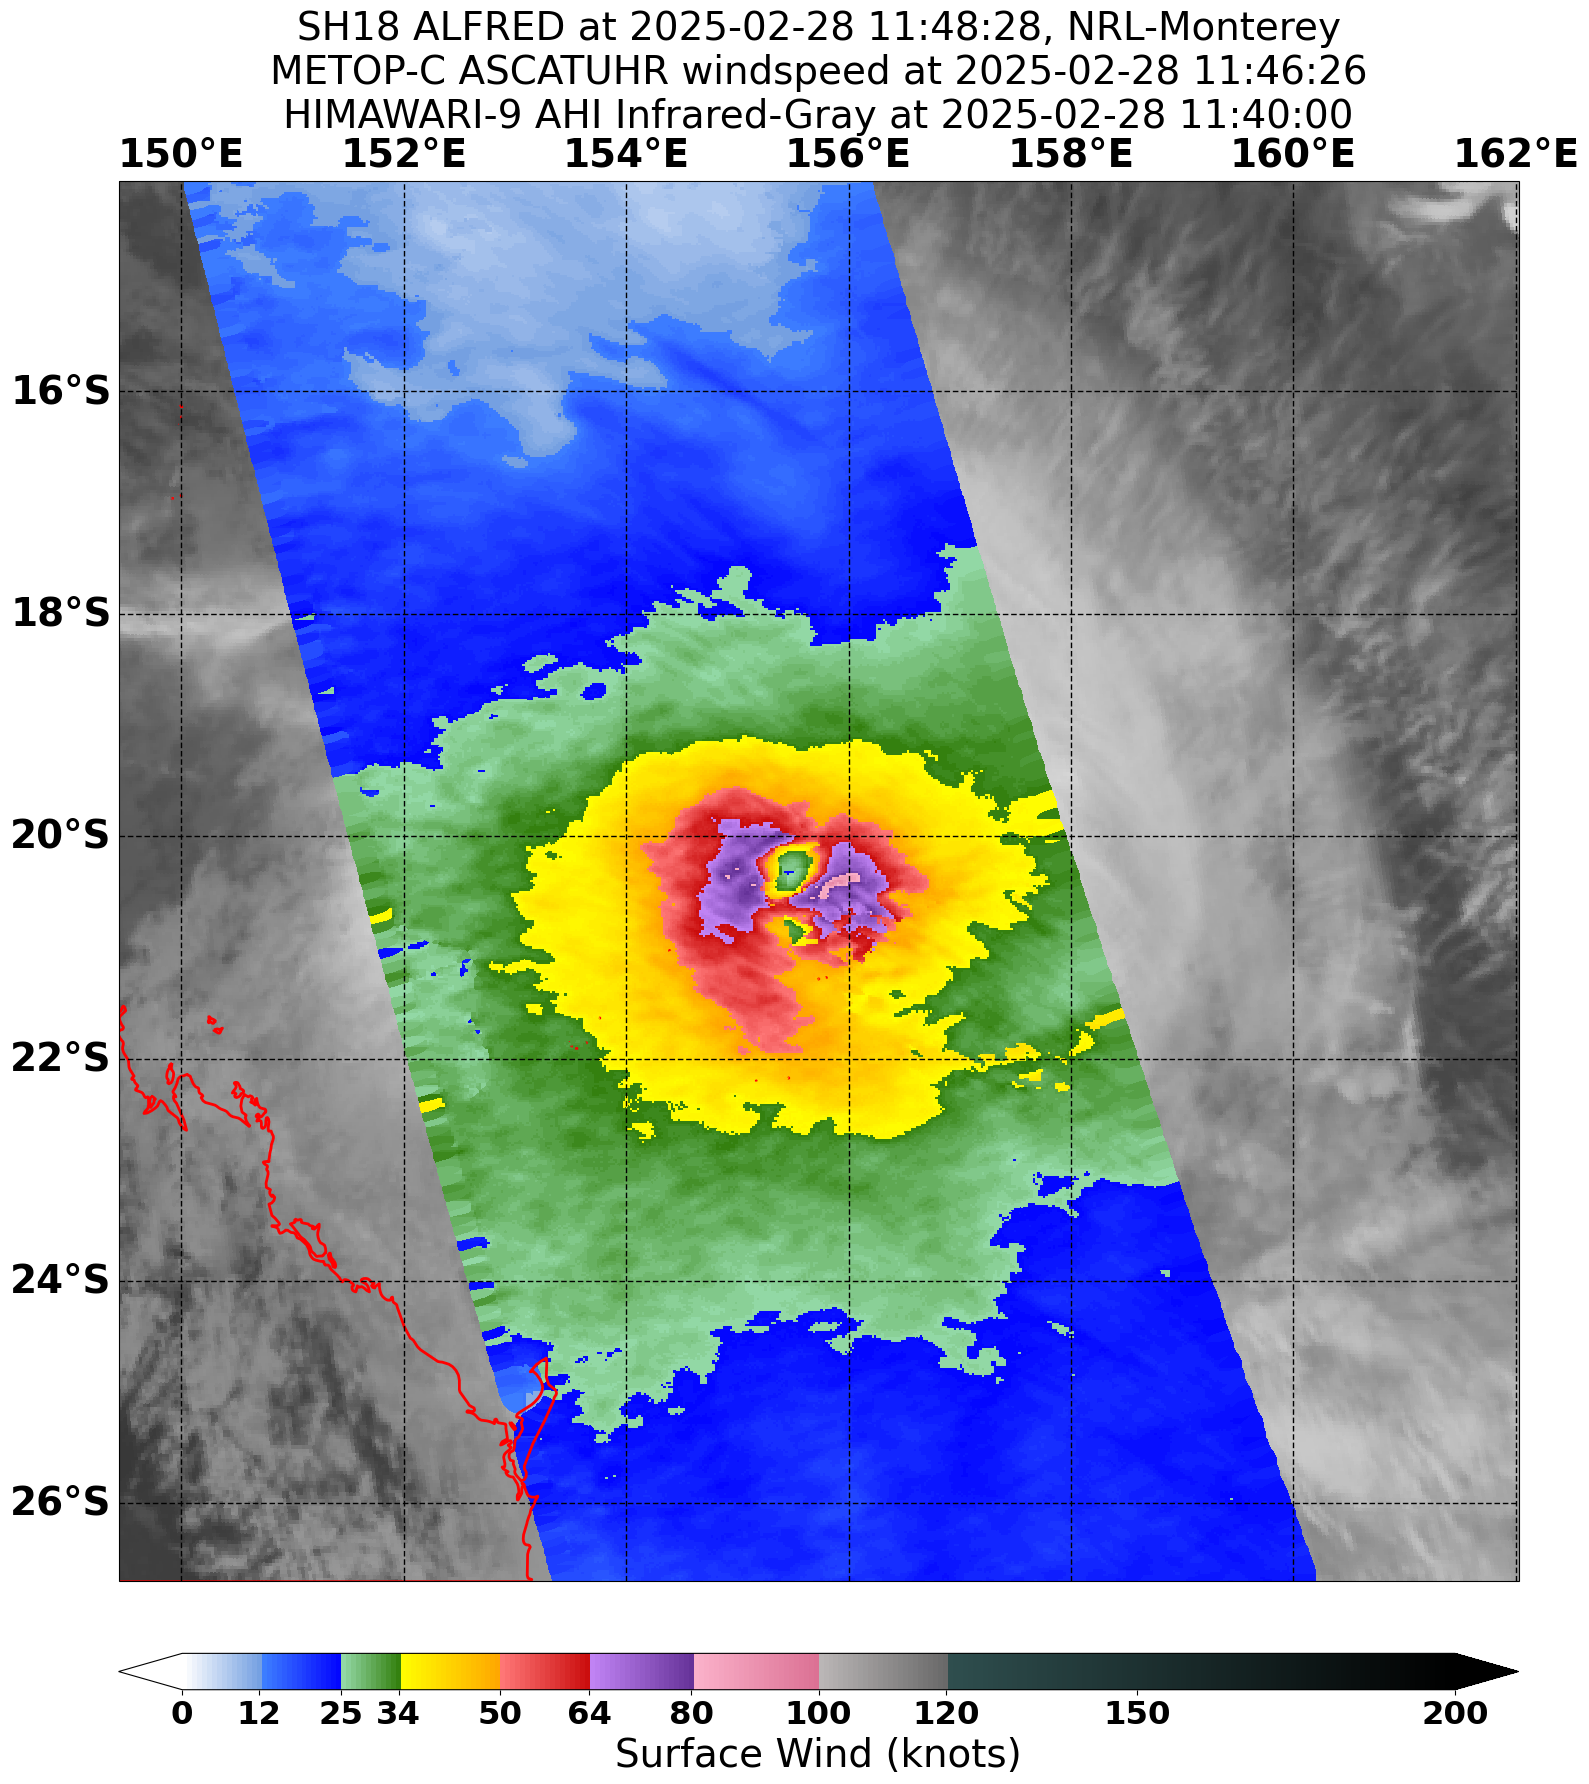 SH18 ALFRED at 2025-02-28 11:48:28, NRL-Monterey
METOP-C ASCATUHR windspeed at 2025-02-28 11:46:26
HIMAWARI-9 AHI Infrared-Gray at 2025-02-28 11:40:00
150°E 152°E 154°E 156°E 158°E 160°E 162°E
16°S
18°S
20°S
22°S
24°S
26°S
0 12 25 34 50 64 80 100 120 150 200
Surface Wind (knots)